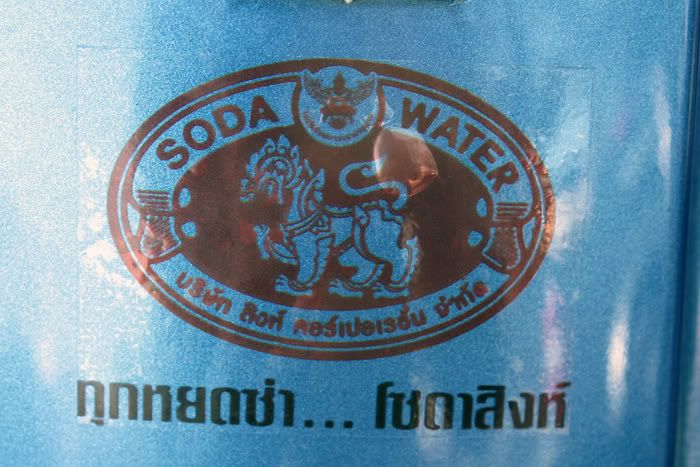 SODA WATER
บริษัท สิงห์ คอร์เปอเรชั่น จำกัด
ทุกหยดซ่า... โซดาสิงห์